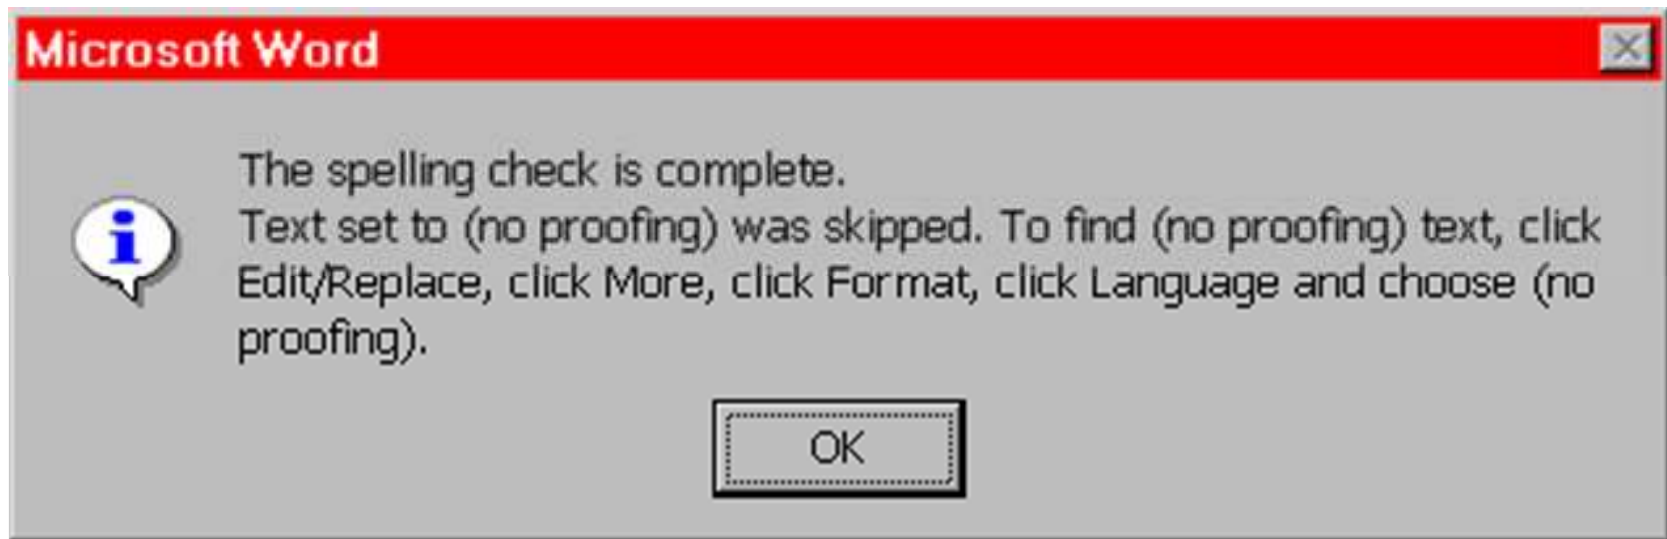 Microsoft Word
The spelling check is complete.
Text set to (no proofing) was skipped. To find (no proofing) text, click
Edit/Replace, click More, click Format, click Language and choose (no
proofing).
OK